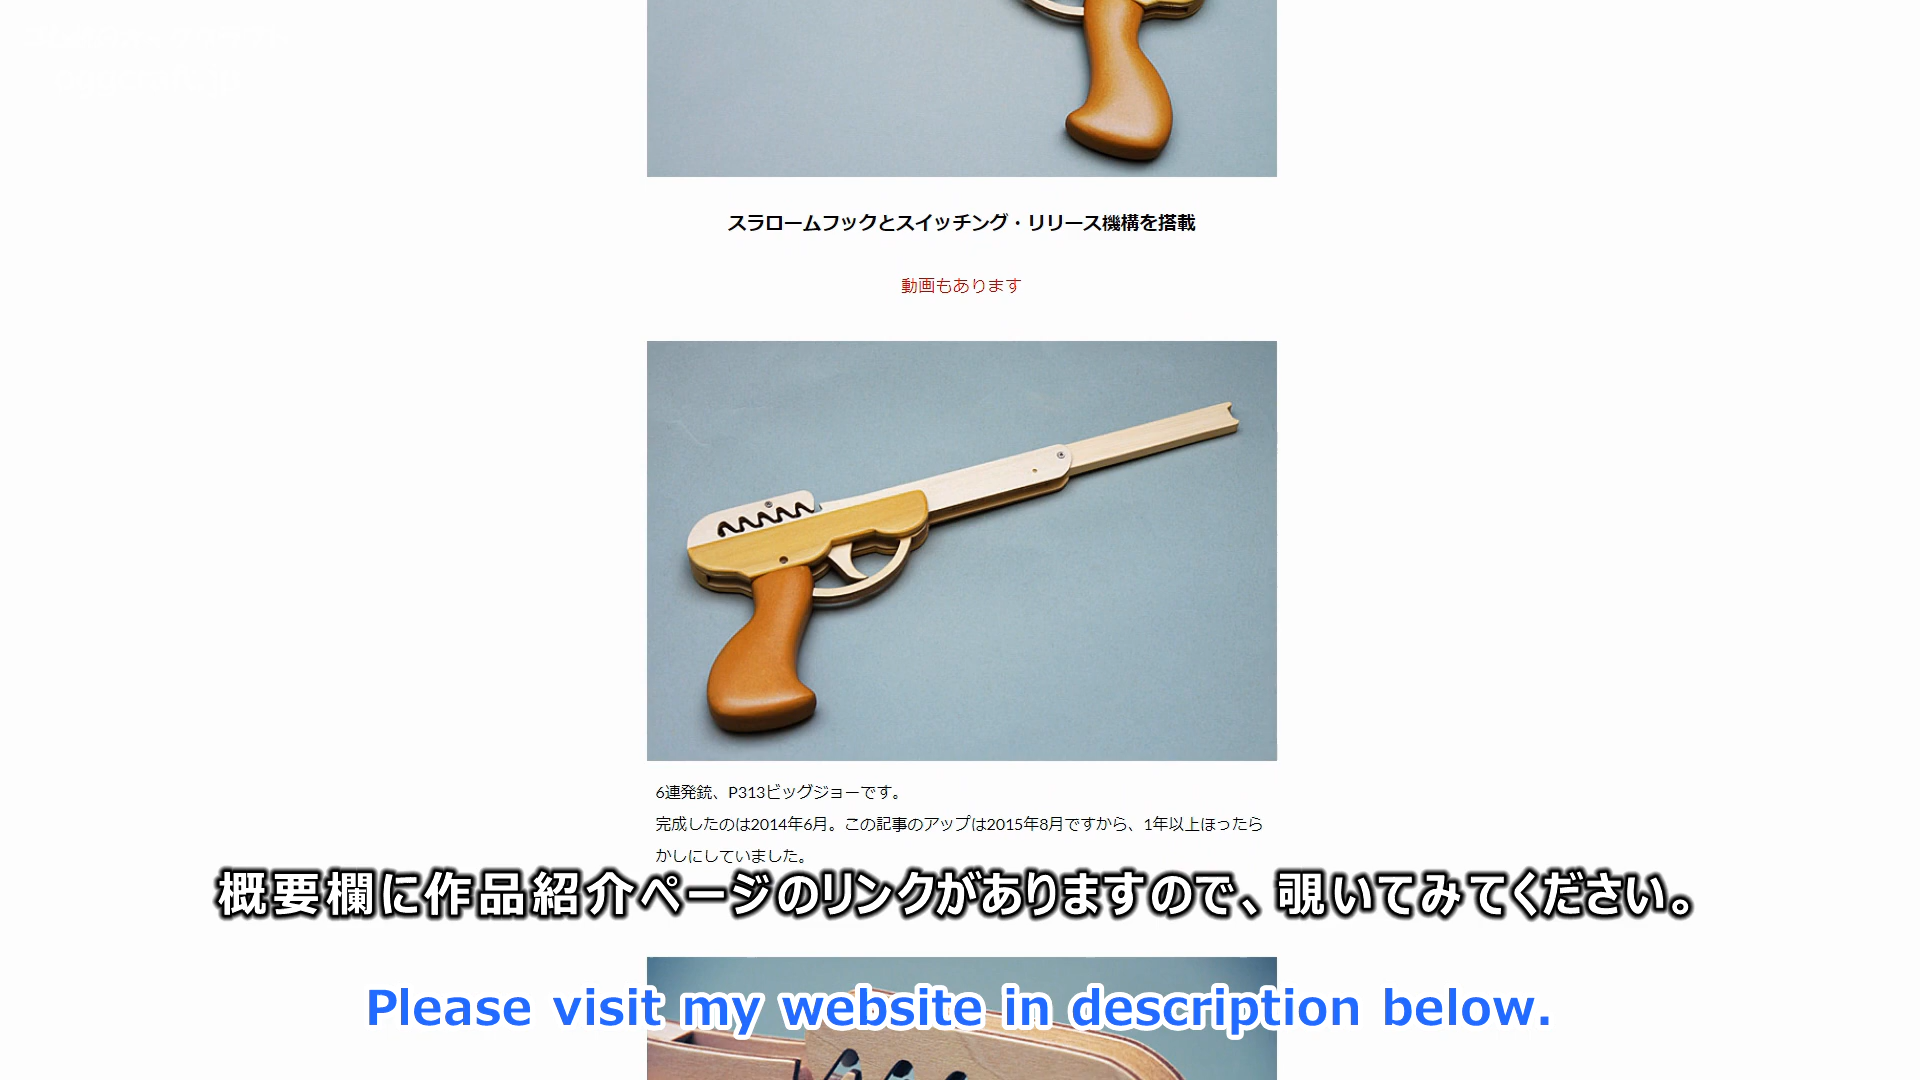 スラロームフックとスイッチング・リリース機構を搭載
動画もあります
6連発銃、P313ビッグジョーです。
完成したのは2014年6月。この記事のアップは2015年8月ですから、1年以上ほったら
かしにしていました。
概要欄に作品紹介ページのリンクがありますので、覗いてみてください。
Please visit my website in description below.